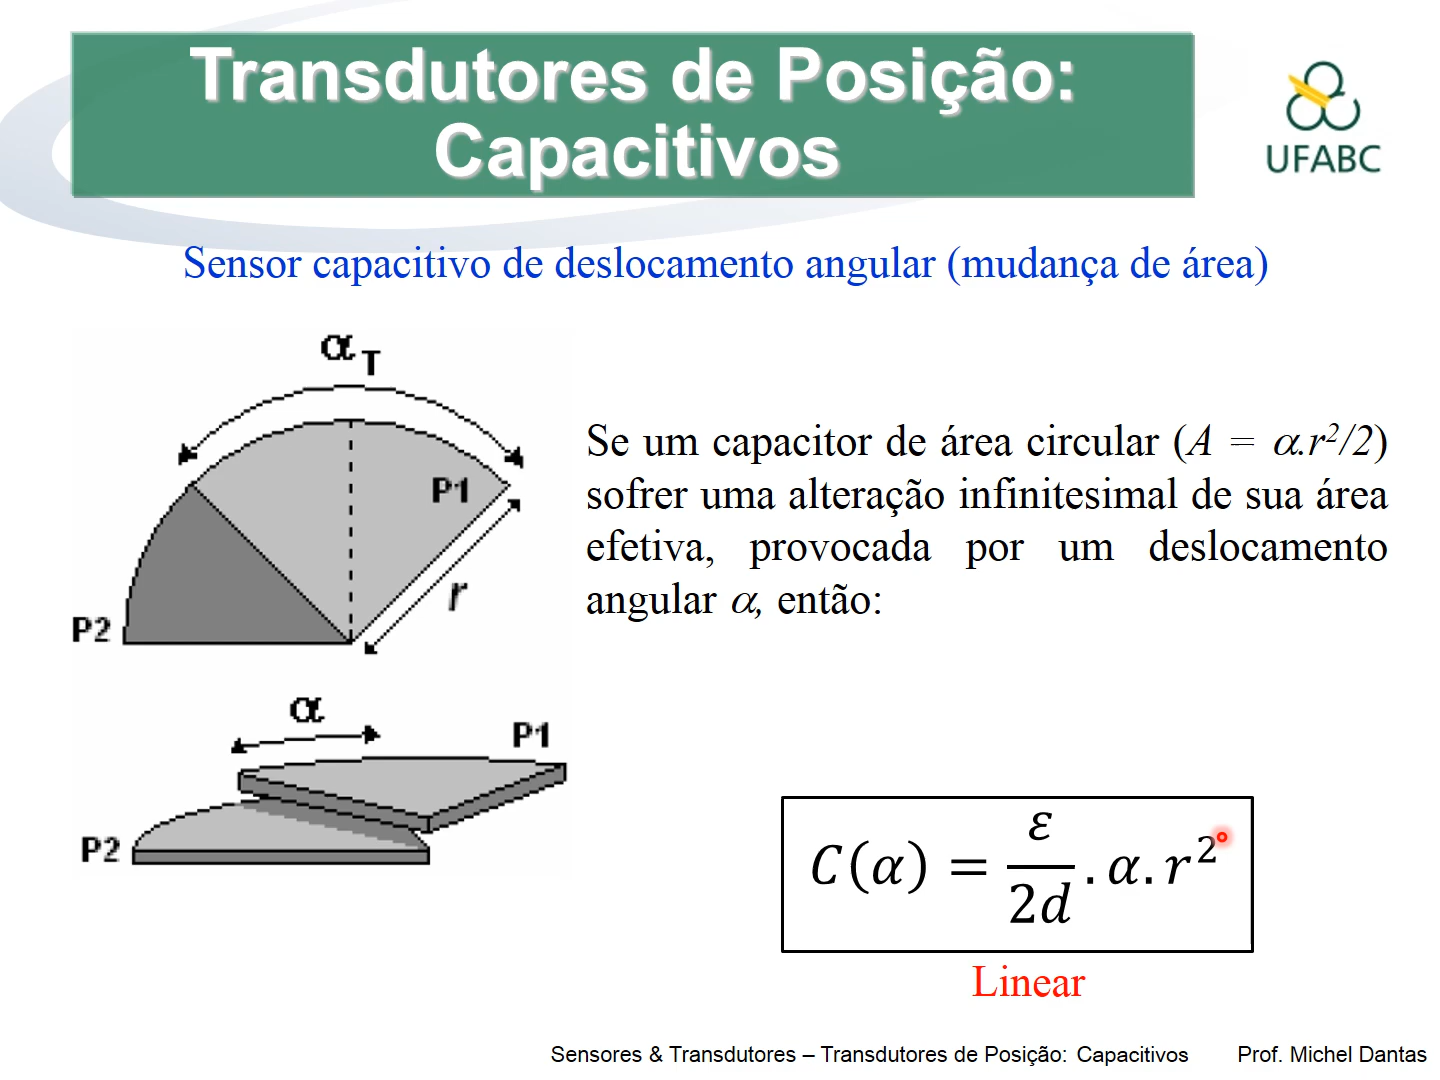 Transdutores de Posição:
Capacitivos
UFABC
Sensor capacitivo de deslocamento angular (mudança de área)
α T
P1
r
P2
Se um capacitor de área circular (A = α.r²/2)
sofrer uma alteração infinitesimal de sua área
efetiva, provocada por um deslocamento
angular α, então:
α
P1
P2
C(α) = ε/2d . α. r²
Linear
Sensores & Transdutores – Transdutores de Posição: Capacitivos
Prof. Michel Dantas